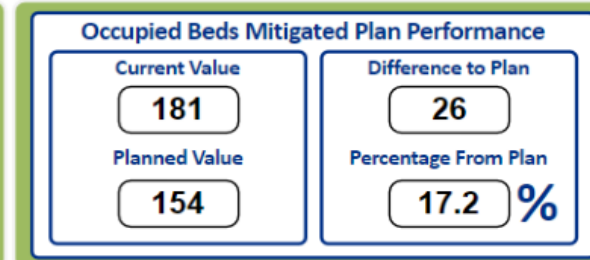 Occupied Beds Mitigated Plan Performance
Current Value
181
Planned Value
154
Difference to Plan
26
Percentage From Plan
17.2 %